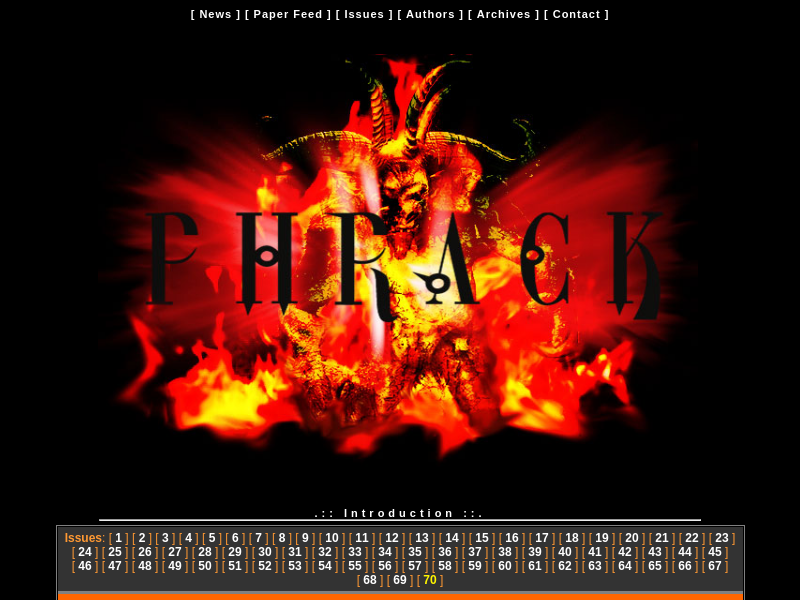 [ News ] [ Paper Feed ] [ Issues ] [ Authors ] [ Archives ] [ Contact ]
PHRACK
.:: Introduction ::.
Issues: [ 1 ] [ 2 ] [ 3 ] [ 4 ] [ 5 ] [ 6 ] [ 7 ] [ 8 ] [ 9 ] [ 10 ] [ 11 ] [ 12 ] [ 13 ] [ 14 ] [ 15 ] [ 16 ] [ 17 ] [ 18 ] [ 19 ] [ 20 ] [ 21 ] [ 22 ] [ 23 ]
[ 24 ] [ 25 ] [ 26 ] [ 27 ] [ 28 ] [ 29 ] [ 30 ] [ 31 ] [ 32 ] [ 33 ] [ 34 ] [ 35 ] [ 36 ] [ 37 ] [ 38 ] [ 39 ] [ 40 ] [ 41 ] [ 42 ] [ 43 ] [ 44 ] [ 45 ]
[ 46 ] [ 47 ] [ 48 ] [ 49 ] [ 50 ] [ 51 ] [ 52 ] [ 53 ] [ 54 ] [ 55 ] [ 56 ] [ 57 ] [ 58 ] [ 59 ] [ 60 ] [ 61 ] [ 62 ] [ 63 ] [ 64 ] [ 65 ] [ 66 ] [ 67 ]
[ 68 ] [ 69 ] [ 70 ]